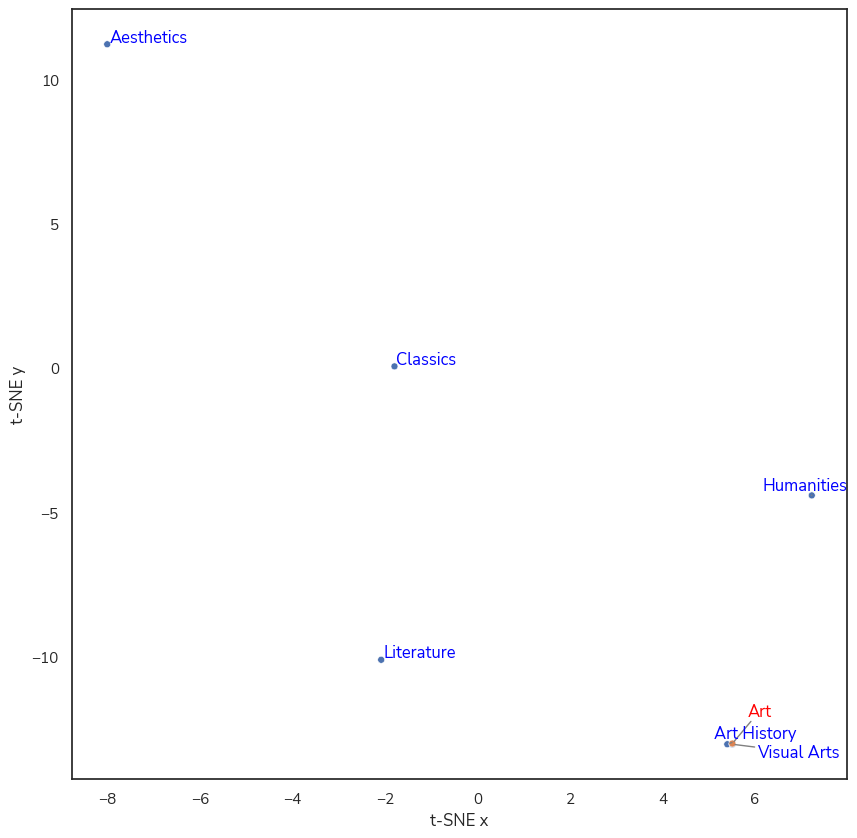 Aesthetics
10
5
Classics
0
t-SNE y
Humanities
−5
Literature
−10
Art
Art History
Visual Arts
−8 −6 −4 −2 0 2 4 6
t-SNE x